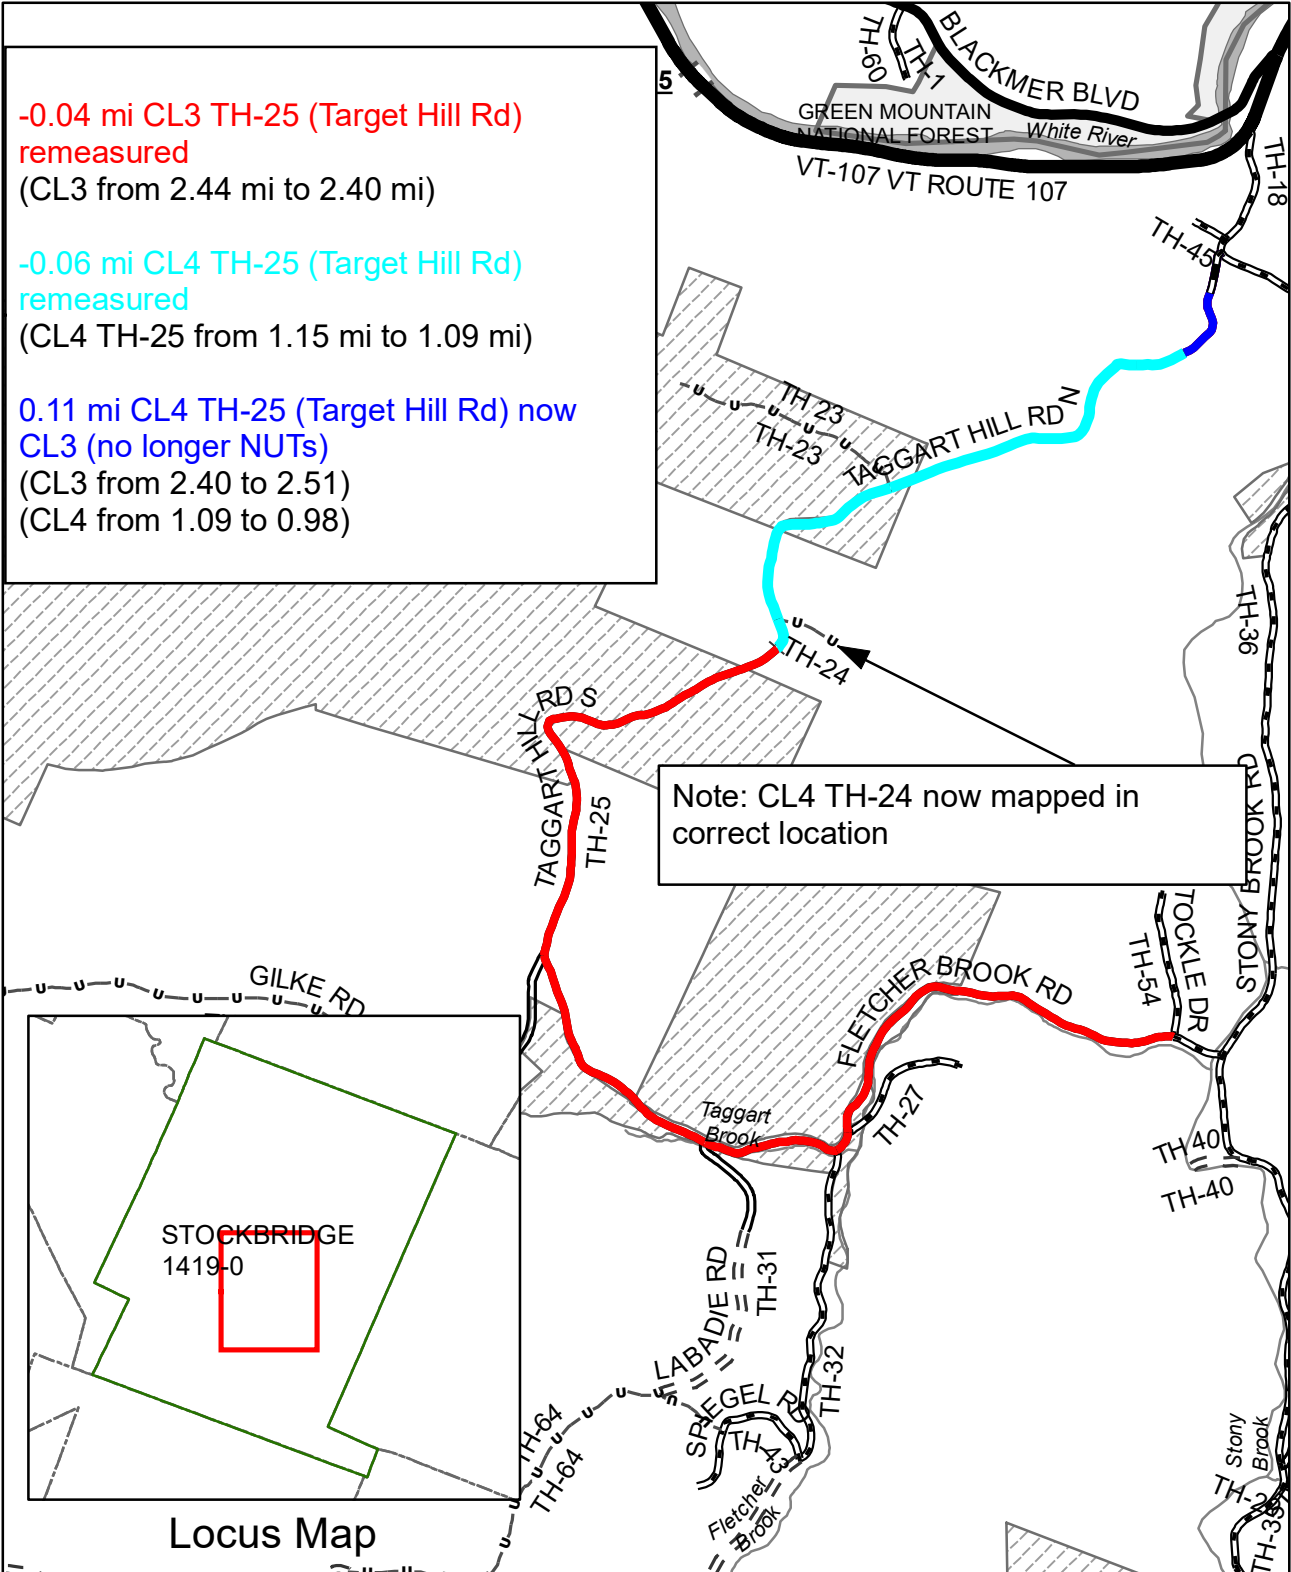 -0.04 mi CL3 TH-25 (Target Hill Rd)
remeasured
(CL3 from 2.44 mi to 2.40 mi)
-0.06 mi CL4 TH-25 (Target Hill Rd)
remeasured
(CL4 TH-25 from 1.15 mi to 1.09 mi)
0.11 mi CL4 TH-25 (Target Hill Rd) now
CL3 (no longer NUTs)
(CL3 from 2.40 to 2.51)
(CL4 from 1.09 to 0.98)
5
TH-60
TH-1
BLACKMER BLVD
GREEN MOUNTAIN
NATIONAL FOREST
White River
VT-107 VT ROUTE 107
TH-18
TH-45
TH 23
TH-23
TAGGART HILL RD N
TH-36
TH-24
TAGGART HILL RD S
TH-25
Note: CL4 TH-24 now mapped in
correct location
STONY BROOK RD
TOCKLE DR
TH-54
GILKE RD
FLETCHER BROOK RD
TH-27
Taggart
Brook
TH 40
TH-40
STOCKBRIDGE
1419-0
LABADIE RD
TH-31
TH-32
SPIEGEL RD
TH-43
TH-64
TH-64
Fletcher
Brook
Stony
Brook
TH-2
TH-35
Locus Map